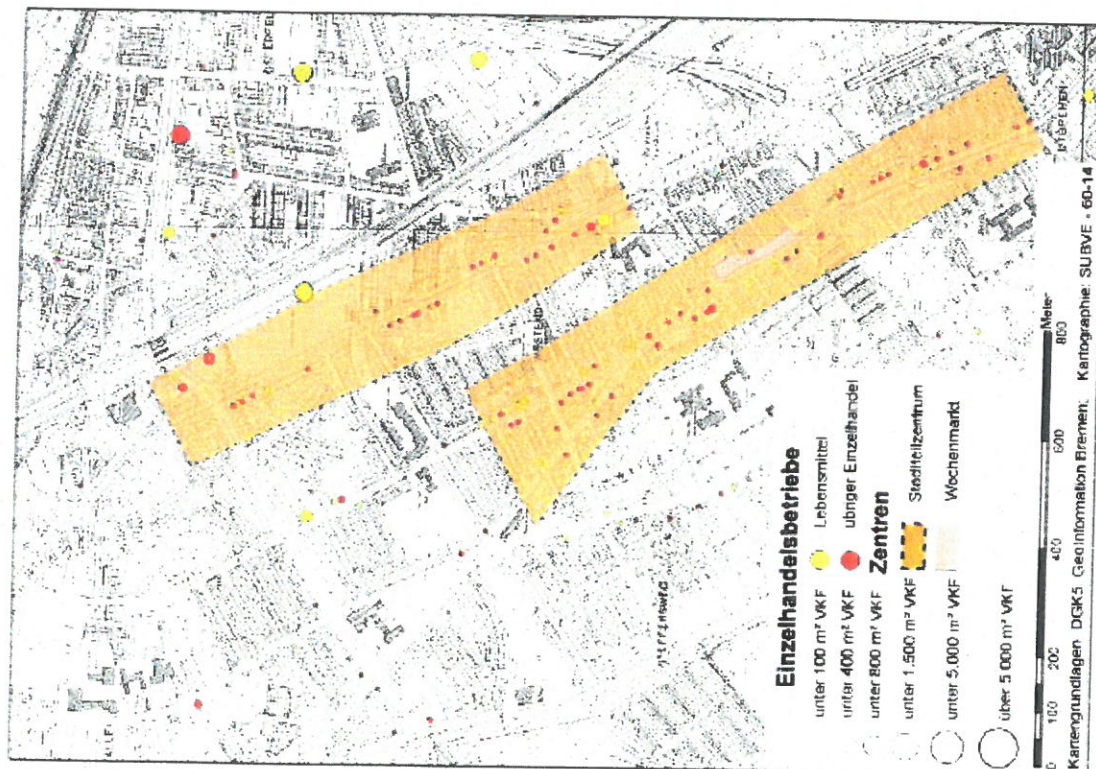 Einzelhandelsbetriebe
unter 100 m² VKF
unter 400 m² VKF
unter 800 m² VKF
unter 1.500 m² VKF
unter 5.000 m² VKF
über 5 000 m² VKF
Lebensmittel
übriger Einzelhandel
Zentren
Stadtteilzentrum
Wochenmarkt
0 100 200 400 600 800 Meter
Kartengrundlagen DGK5 GeoInformation Bremen; Kartographie: SUBVE - 60-14